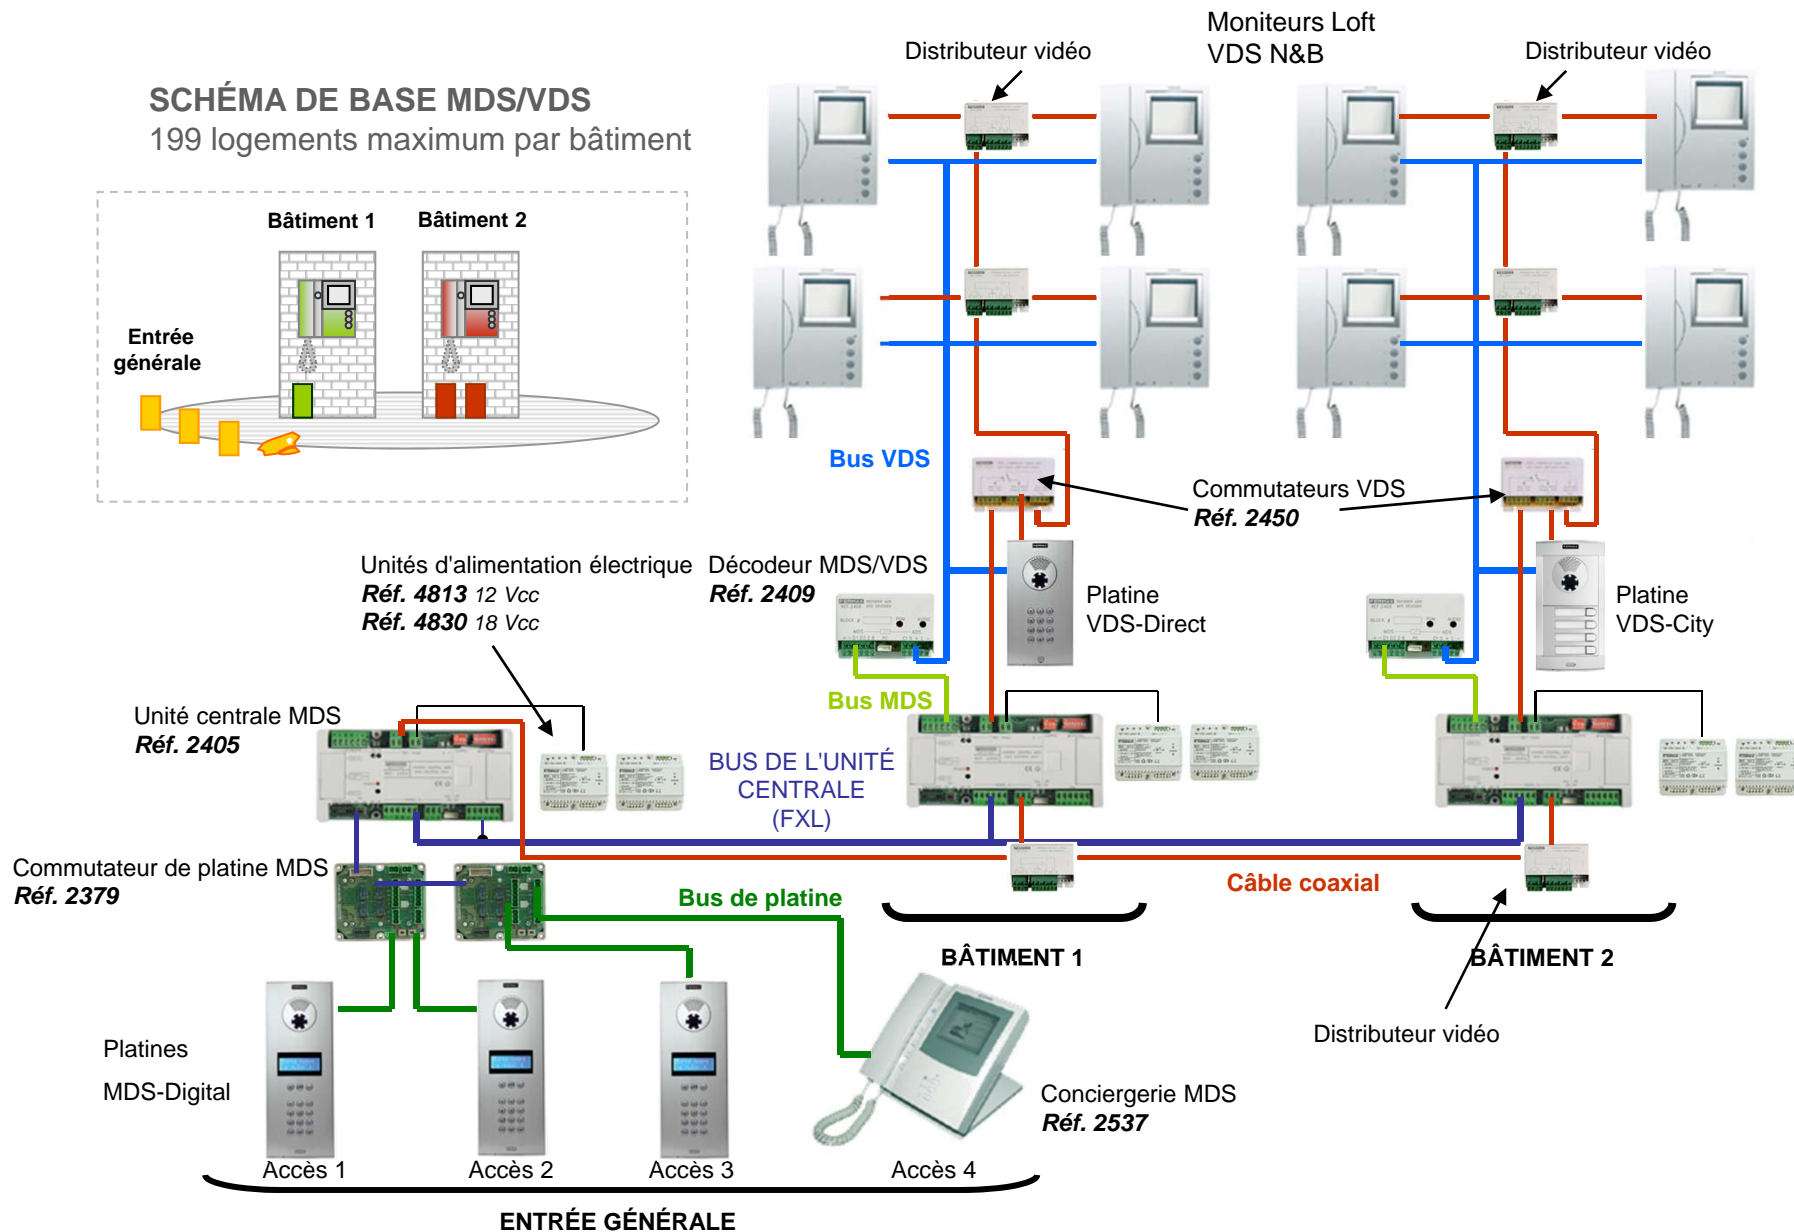 Moniteurs Loft
VDS N&B
Distributeur vidéo
Distributeur vidéo
SCHÉMA DE BASE MDS/VDS
199 logements maximum par bâtiment
Bâtiment 1
Bâtiment 2
Entrée
générale
Bus VDS
Commutateurs VDS
Réf. 2450
Unités d'alimentation électrique
Réf. 4813 12 Vcc
Réf. 4830 18 Vcc
Décodeur MDS/VDS
Réf. 2409
Platine
VDS-Direct
Platine
VDS-City
Bus MDS
Unité centrale MDS
Réf. 2405
BUS DE L'UNITÉ
CENTRALE
(FXL)
Commutateur de platine MDS
Réf. 2379
Bus de platine
Câble coaxial
BÂTIMENT 1
BÂTIMENT 2
Distributeur vidéo
Platines
MDS-Digital
Conciergerie MDS
Réf. 2537
Accès 1
Accès 2
Accès 3
Accès 4
ENTRÉE GÉNÉRALE